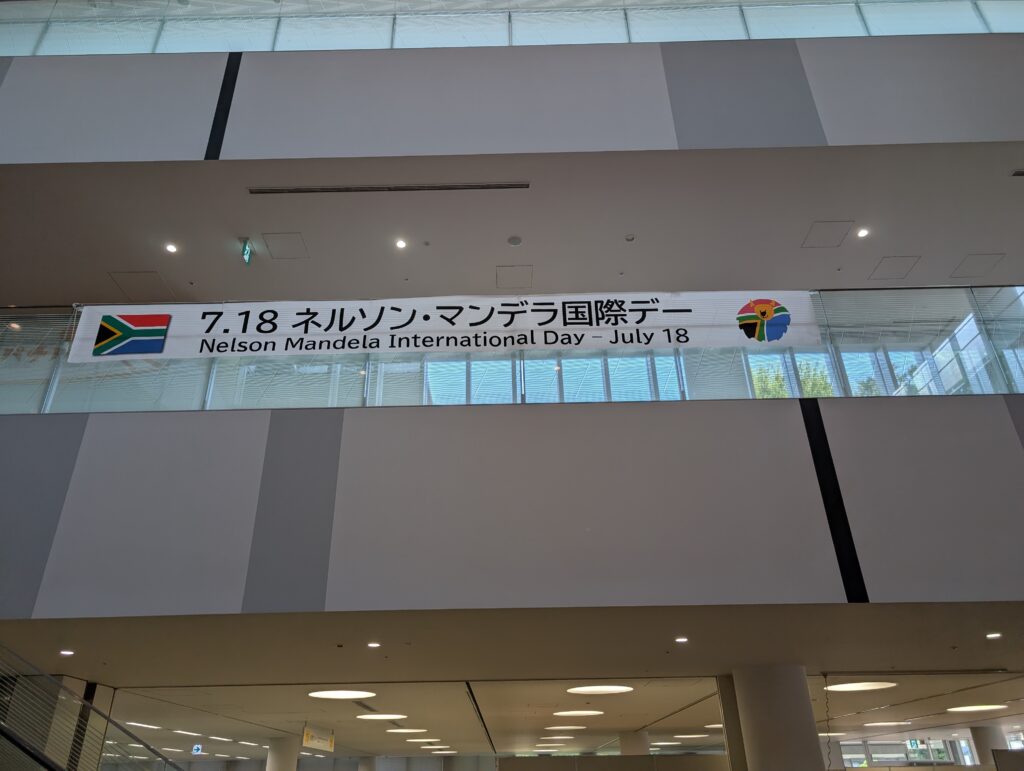 7.18 ネルソン・マンデラ国際デー
Nelson Mandela International Day – July 18